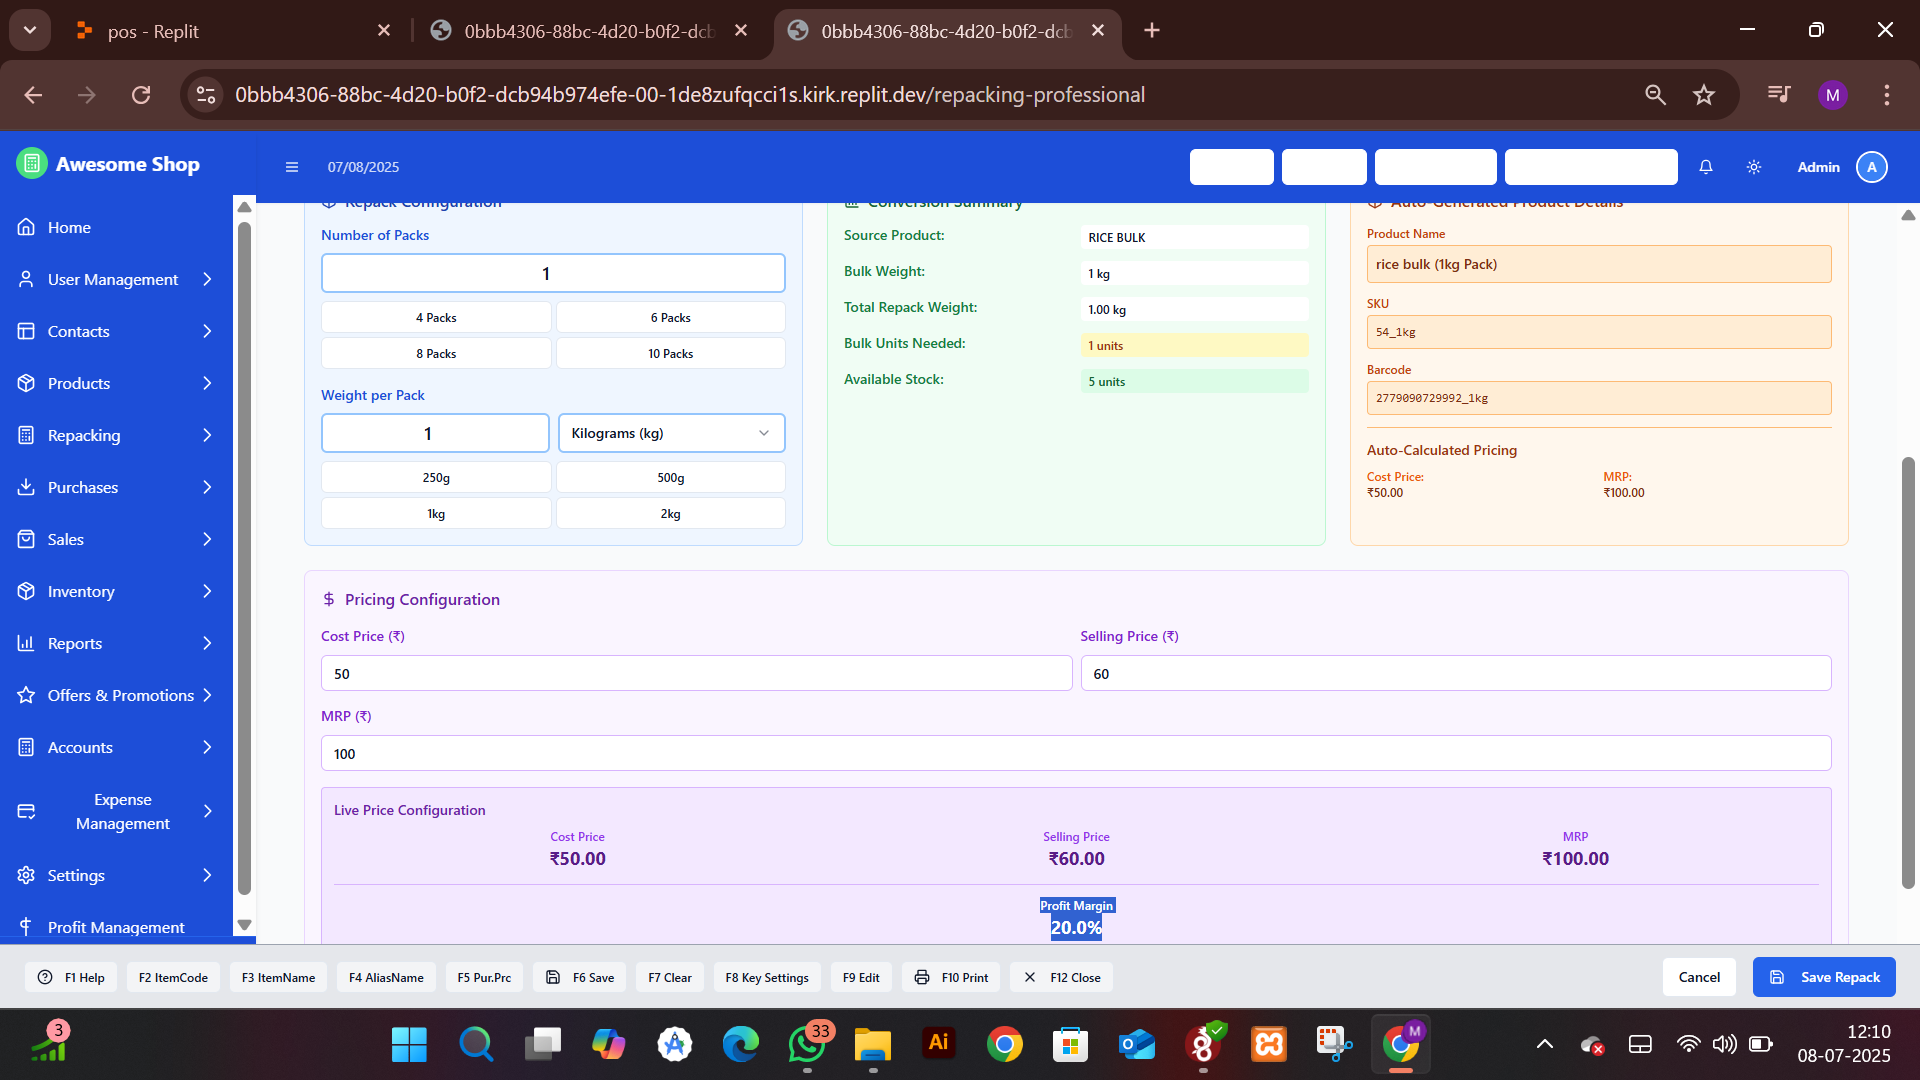 pos - Replit
0bbb4306-88bc-4d20-b0f2-dcb
0bbb4306-88bc-4d20-b0f2-dcb
0bbb4306-88bc-4d20-b0f2-dcb94b974efe-00-1de8zufqcci1s.kirk.replit.dev/repacking-professional
M
Awesome Shop
07/08/2025
Admin
A
Home
User Management
Contacts
Products
Repacking
Purchases
Sales
Inventory
Reports
Offers & Promotions
Accounts
Expense
Management
Settings
Profit Management
Repack Configuration
Number of Packs
1
4 Packs
6 Packs
8 Packs
10 Packs
Weight per Pack
1
Kilograms (kg)
250g
500g
1kg
2kg
Conversion Summary
Source Product:
RICE BULK
Bulk Weight:
1 kg
Total Repack Weight:
1.00 kg
Bulk Units Needed:
1 units
Available Stock:
5 units
Auto-Generated Product Details
Product Name
rice bulk (1kg Pack)
SKU
54_1kg
Barcode
2779090729992_1kg
Auto-Calculated Pricing
Cost Price:
MRP:
₹50.00
₹100.00
$ Pricing Configuration
Cost Price (₹)
Selling Price (₹)
50
60
MRP (₹)
100
Live Price Configuration
Cost Price
Selling Price
MRP
₹50.00
₹60.00
₹100.00
Profit Margin
20.0%
F1 Help
F2 ItemCode
F3 ItemName
F4 AliasName
F5 Pur.Prc
F6 Save
F7 Clear
F8 Key Settings
F9 Edit
F10 Print
F12 Close
Cancel
Save Repack
3
33
Ai
M
12:10
08-07-2025